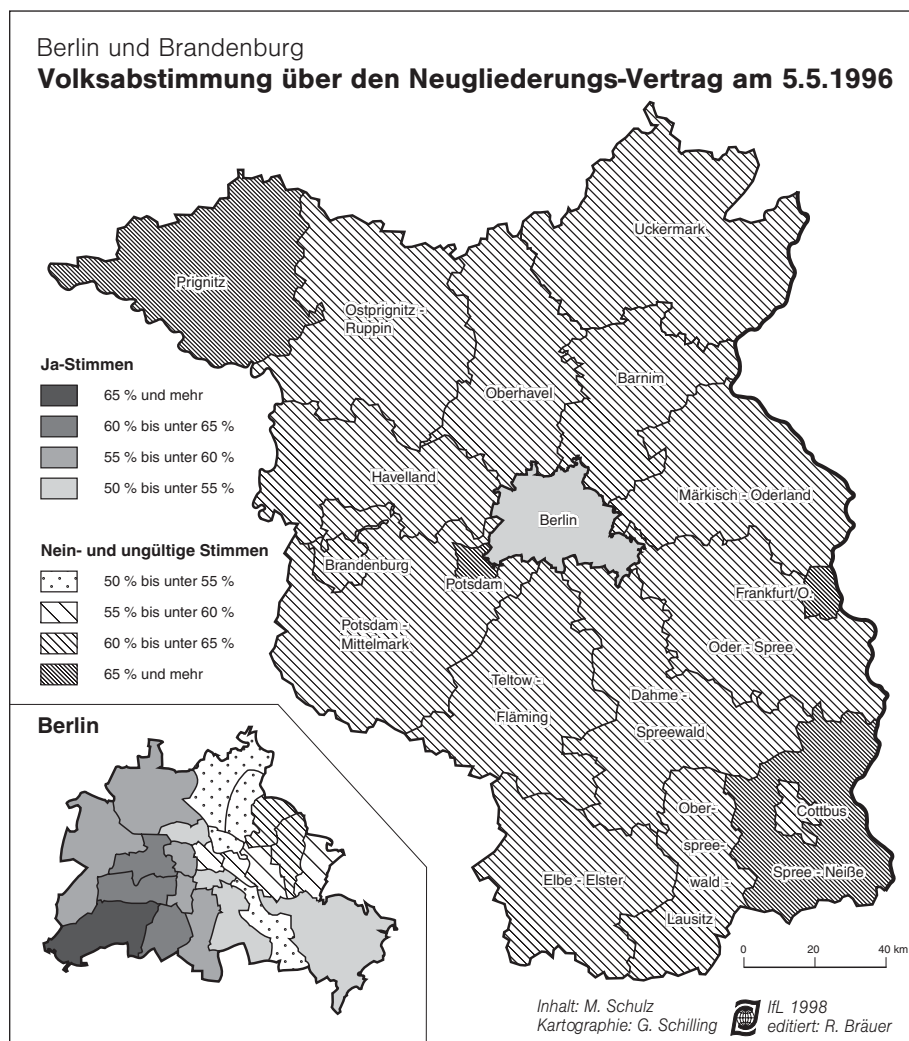 Berlin und Brandenburg
Volksabstimmung über den Neugliederungs-Vertrag am 5.5.1996
Uckermark
Prignitz
Ostprignitz -
Ruppin
Barnim
Oberhavel
Ja-Stimmen
65 % und mehr
60 % bis unter 65 %
55 % bis unter 60 %
50 % bis unter 55 %
Havelland
Märkisch - Oderland
Berlin
Nein- und ungültige Stimmen
50 % bis unter 55 %
55 % bis unter 60 %
60 % bis unter 65 %
65 % und mehr
Brandenburg
Potsdam
Frankfurt/O.
Potsdam -
Mittelmark
Oder - Spree
Teltow -
Fläming
Dahme -
Spreewald
Berlin
Ober-
spree-
wald -
Lausitz
Cottbus
Spree - Neiße
Elbe - Elster
0 20 40 km
Inhalt: M. Schulz
Kartographie: G. Schilling
IfL 1998
editiert: R. Bräuer